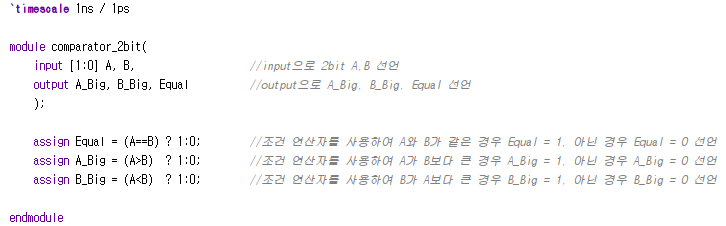 `timescale 1ns / 1ps
module comparator_2bit(
input [1:0] A, B, //input으로 2bit A,B 선언
output A_Big, B_Big, Equal //output으로 A_Big, B_Big, Equal 선언
);
assign Equal = (A==B) ? 1:0; //조건 연산자를 사용하여 A와 B가 같은 경우 Equal = 1, 아닌 경우 Equal = 0 선언
assign A_Big = (A>B) ? 1:0; //조건 연산자를 사용하여 A가 B보다 큰 경우 A_Big = 1, 아닌 경우 A_Big = 0 선언
assign B_Big = (A<B) ? 1:0; //조건 연산자를 사용하여 B가 A보다 큰 경우 B_Big = 1, 아닌 경우 B_Big = 0 선언
endmodule